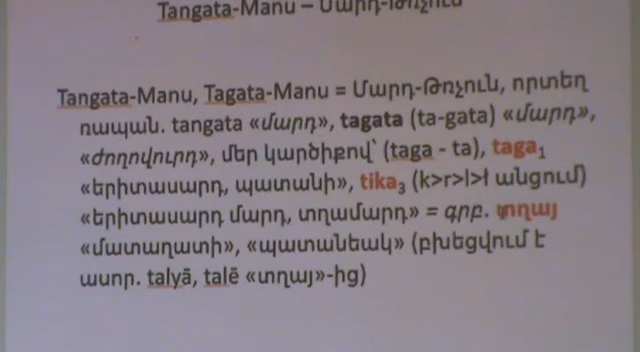 Tangata-Manu – Մարդ-Թռչուն
Tangata-Manu, Tagata-Manu = Մարդ-Թռչուն, որտեղ
ռապան. tangata «մարդ», tagata (ta-gata) «մարդ»,
«ժողովուրդ», մեր կարծիքով՝ (taga - ta), taga1
«երիտասարդ, պատանի», tika3 (k>r>l>ł անցում)
«երիտասարդ մարդ, տղամարդ» = գրբ. տղայ
«մատաղատի», «պատանեակ» (բխեցվում է
ասոր. talyā, talē «տղայ»-ից)